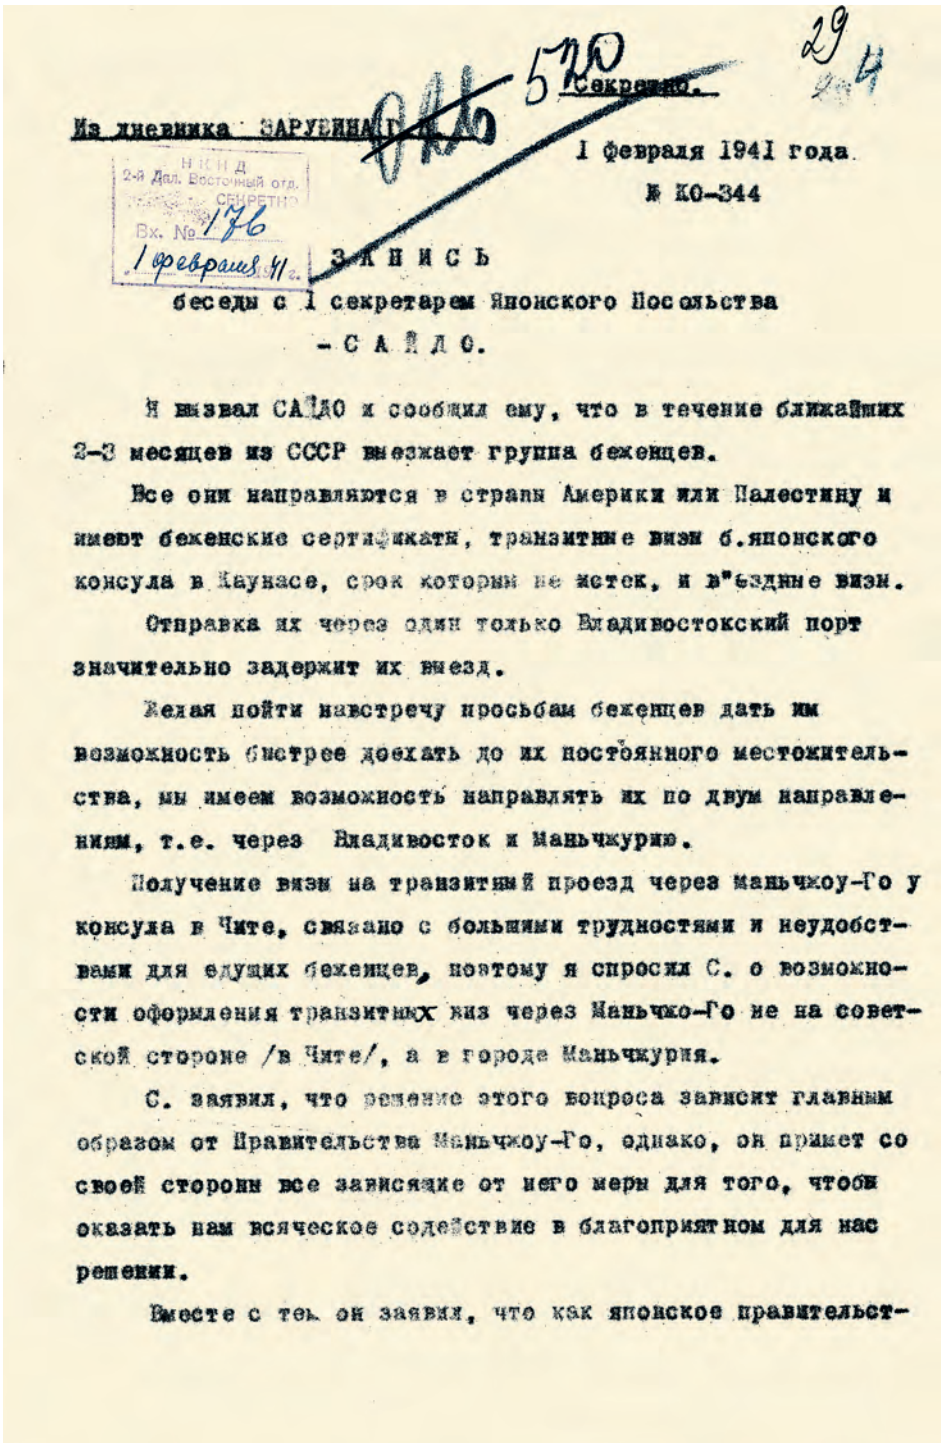 29
520
4
Секретно.
Из дневника ЗАРУБИНА Г.
1 февраля 1941 года.
№ КО-344
НКИД
2-й Дал. Восточный отд.
СЕКРЕТНО
Вх. № 176
"1 февраля 1941 г.
ЗАПИСЬ
беседы с 1 секретарем Японского Посольства
- САЙДО.
Я вызвал САЙДО и сообщил ему, что в течение ближайших
2-3 месяцев из СССР выезжает группа беженцев.
Все они направляются в страны Америки или Палестину и
имеют беженские сертификаты, транзитные визы б.японского
консула в Каунасе, срок которым не истек, и в"ездные визы.
Отправка их через один только Владивостокский порт
значительно задержит их выезд.
Желая пойти навстречу просьбам беженцев дать им
возможность быстрее доехать до их постоянного местожитель-
ства, мы имеем возможность направлять их по двум направле-
ниям, т.е. через Владивосток и Маньчжурию.
Получение визы на транзитный проезд через Маньчжоу-Го у
консула в Чите, связано с большими трудностями и неудобст-
вами для едущих беженцев, поэтому я спросил С. о возможно-
сти оформления транзитных виз через Маньчжо-Го не на совет-
ской стороне /в Чите/, а в городе Маньчжурия.
С. заявил, что решение этого вопроса зависит главным
образом от Правительства Маньчжоу-Го, однако, он примет со
своей стороны все зависящие от него меры для того, чтобы
оказать нам всяческое содействие в благоприятном для нас
решении.
Вместе с тем он заявил, что как японское правительст-